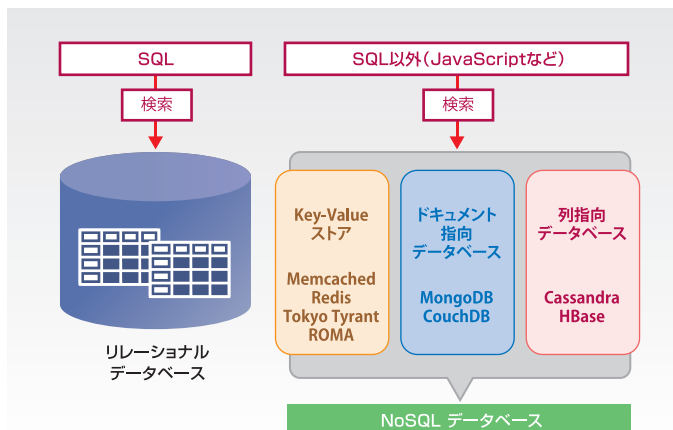 SQL
検索
リレーショナル
データベース
SQL以外(JavaScriptなど)
検索
Key-Value
ストア
Memcached
Redis
Tokyo Tyrant
ROMA
ドキュメント
指向
データベース
MongoDB
CouchDB
列指向
データベース
Cassandra
HBase
NoSQL データベース